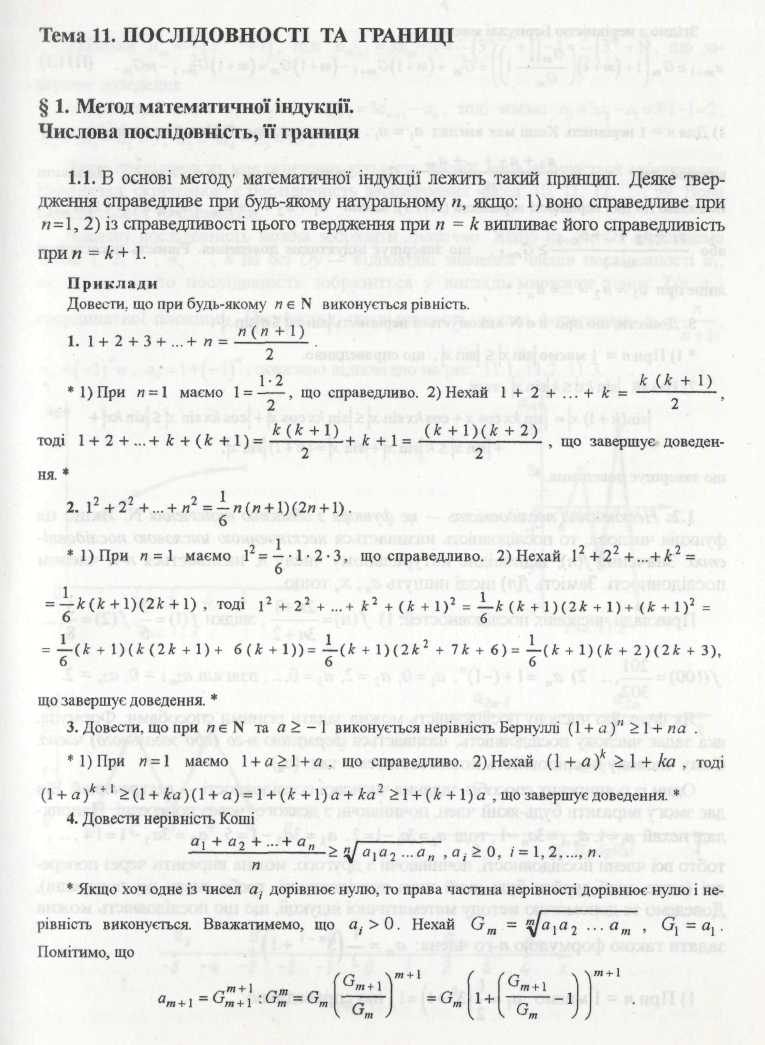 Тема 11. ПОСЛІДОВНОСТІ ТА ГРАНИЦІ
§ 1. Метод математичної індукції.
Числова послідовність, її границя
1.1. В основі методу математичної індукції лежить такий принцип. Деяке твер-
дження справедливе при будь-якому натуральному n, якщо: 1) воно справедливе при
n=1, 2) із справедливості цього твердження при n = k випливає його справедливість
при n = k + 1.
Приклади
Довести, що при будь-якому n ∈ N виконується рівність.
1. 1 + 2 + 3 + ... + n = n(n + 1)/2 .
* 1) При n=1 маємо 1 = 1·2/2, що справедливо. 2) Нехай 1 + 2 + ... + k = k (k + 1)/2 ,
тоді 1 + 2 + ... + k + (k + 1) = k (k + 1)/2 + k + 1 = (k + 1)(k + 2)/2 , що завершує доведен-
ня. *
2. 1² + 2² + ... + n² = 1/6 n(n+1)(2n+1).
* 1) При n = 1 маємо 1² = 1/6 · 1 · 2 · 3, що справедливо. 2) Нехай 1² + 2² + ... + k² =
= 1/6 k(k+1)(2k+1) , тоді 1² + 2² + ... + k² + (k + 1)² = 1/6 k (k + 1)(2k + 1) + (k + 1)² =
= 1/6 (k + 1)(k (2k + 1) + 6(k + 1)) = 1/6 (k + 1)(2k² + 7k + 6) = 1/6 (k + 1)(k + 2)(2k + 3),
що завершує доведення. *
3. Довести, що при n ∈ N та a ≥ – 1 виконується нерівність Бернуллі (1 + a)ⁿ ≥ 1 + na .
* 1) При n=1 маємо 1 + a ≥ 1 + a , що справедливо. 2) Нехай (1 + a)^k ≥ 1 + ka , тоді
(1 + a)^(k+1) ≥ (1 + ka)(1 + a) = 1 + (k + 1)a + ka² ≥ 1 + (k + 1)a , що завершує доведення. *
4. Довести нерівність Коші
(a₁ + a₂ + ... + aₙ)/n ≥ ⁿ√(a₁a₂ ... aₙ) , aᵢ ≥ 0, i = 1, 2, ..., n.
* Якщо хоч одне із чисел aᵢ дорівнює нулю, то права частина нерівності дорівнює нулю і не-
рівність виконується. Вважатимемо, що aᵢ > 0. Нехай Gₘ = ᵐ√(a₁a₂ ... aₘ) , G₁ = a₁.
Помітимо, що
aₘ₊₁ = Gₘ₊₁^(m+1) : Gₘ^m = Gₘ (Gₘ₊₁/Gₘ)^(m+1) = Gₘ (1 + (Gₘ₊₁/Gₘ – 1))^(m+1) .